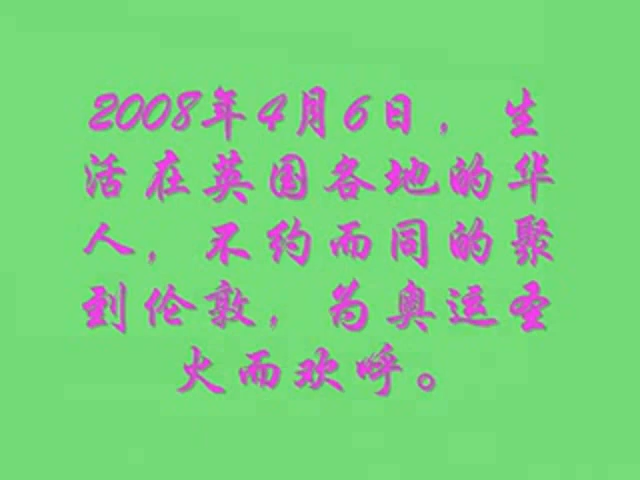 2008年4月6日，生
活在英国各地的华
人，不约而同的聚
到伦敦，为奥运圣
火而欢呼。